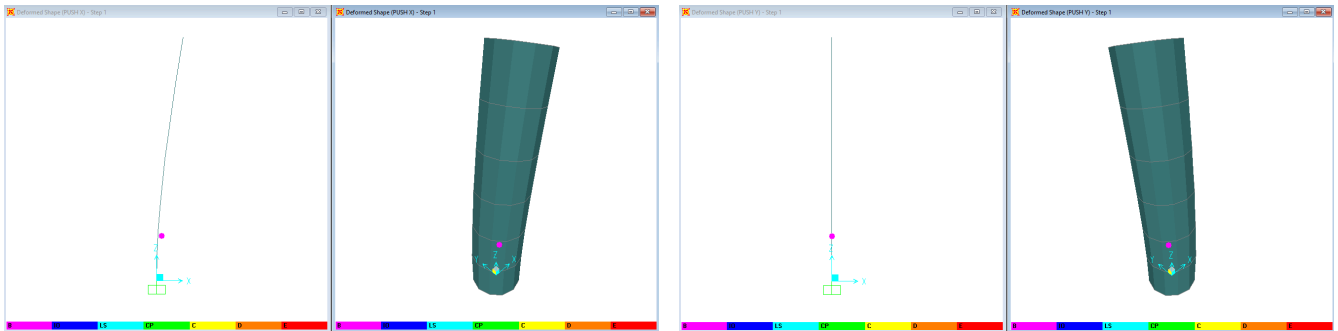 Deformed Shape (PUSH X) - Step 1
Deformed Shape (PUSH X) - Step 1
Deformed Shape (PUSH Y) - Step 1
Deformed Shape (PUSH Y) - Step 1
Z
X
Z
Y X
Z
X
Z
Y X
B IO LS CP C D E
B LS CP C D E
B IO LS CP C D E
B LS CP C D